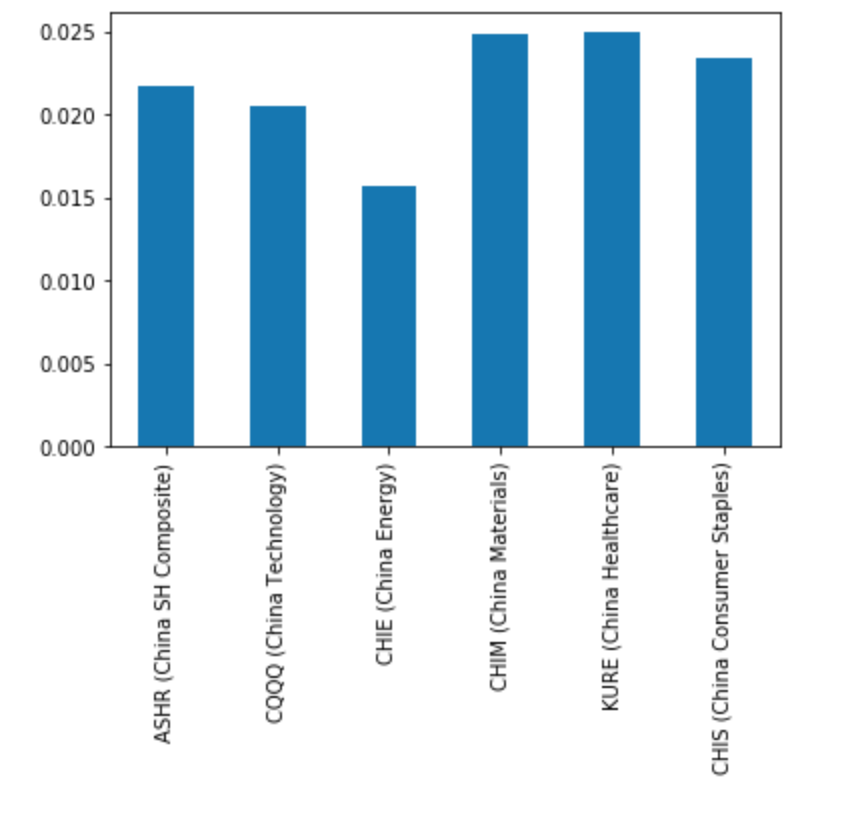 0.025
0.020
0.015
0.010
0.005
0.000
ASHR (China SH Composite)
CQQQ (China Technology)
CHIE (China Energy)
CHIM (China Materials)
KURE (China Healthcare)
CHIS (China Consumer Staples)